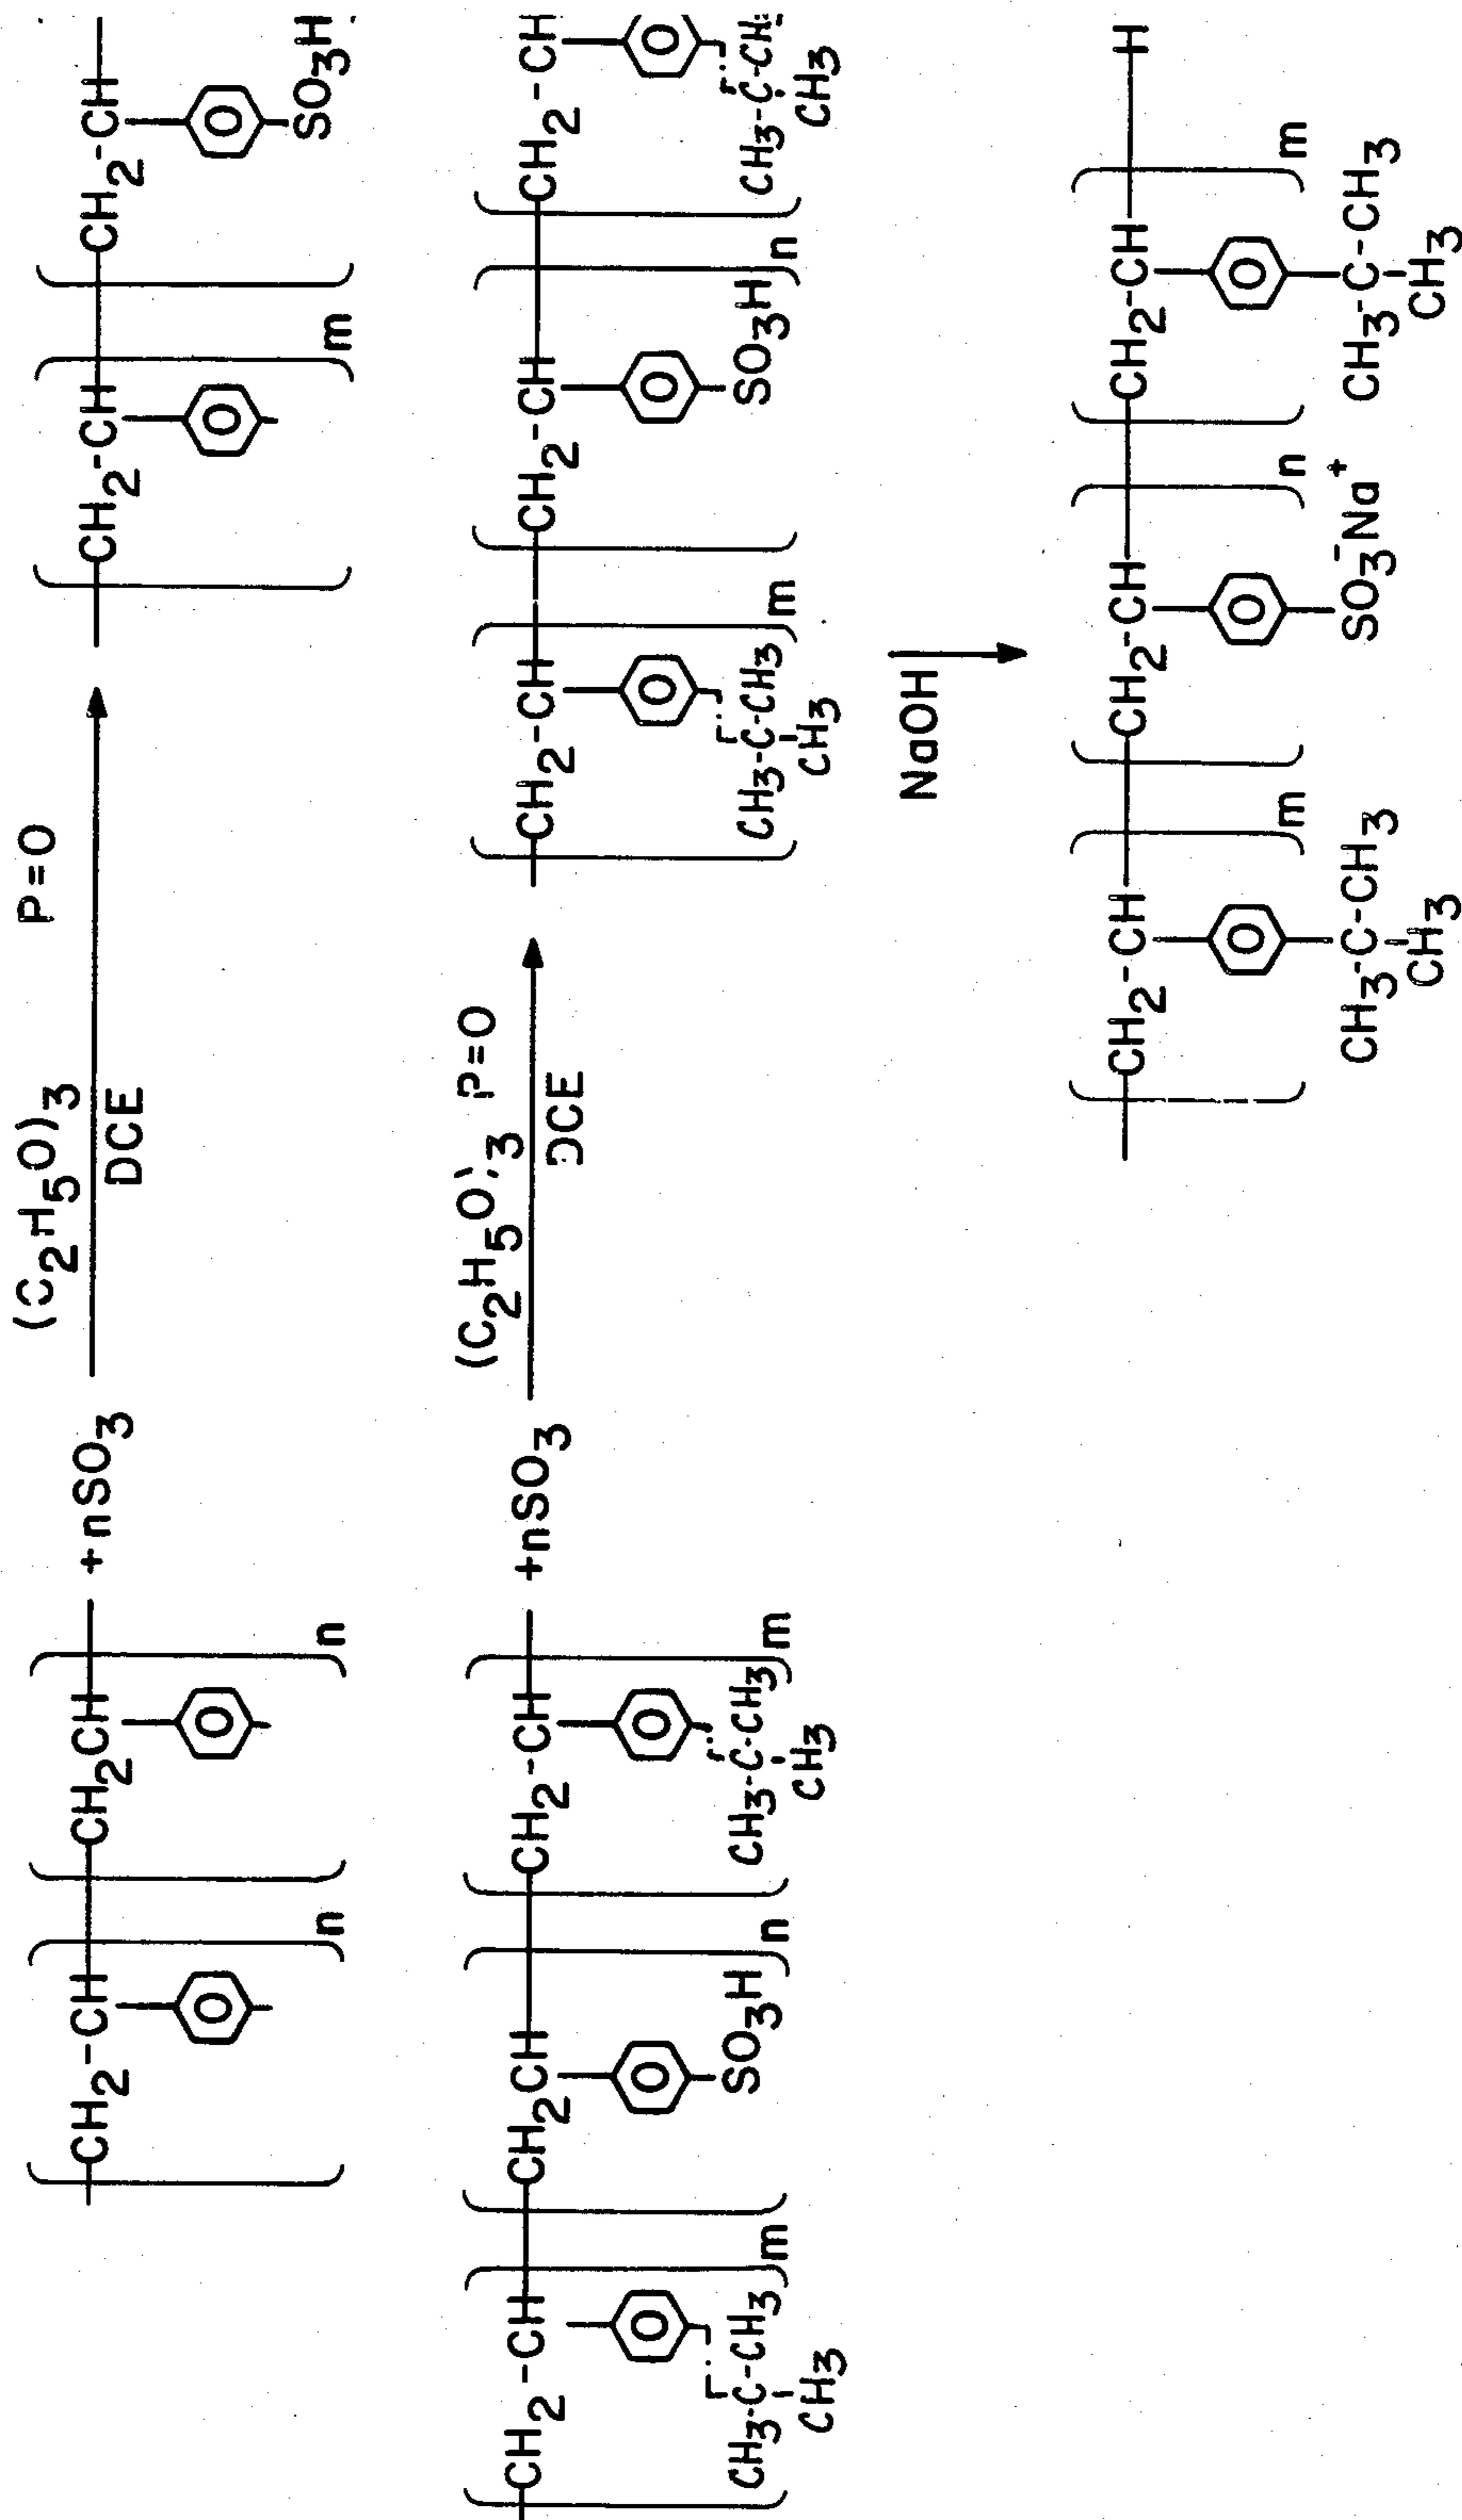 (C2H5O)3 P=O
CH2-CH n CH2CH n +nSO3 DCE CH2-CH m CH2-CH
SO3H
(C2H5O)3 P=O
CH2-CH m CH2CH n CH2-CH m +nSO3 DCE CH2-CH m CH2-CH n CH2-CH
CH3-C-CH3 SO3H CH3-C-CH3 CH3-C-CH3 SO3H
CH3 CH3 CH3 CH3
NaOH
CH2-CH m CH2-CH n CH2-CH m H
CH3-C-CH3 SO3-Na+ CH3-C-CH3
CH3 CH3